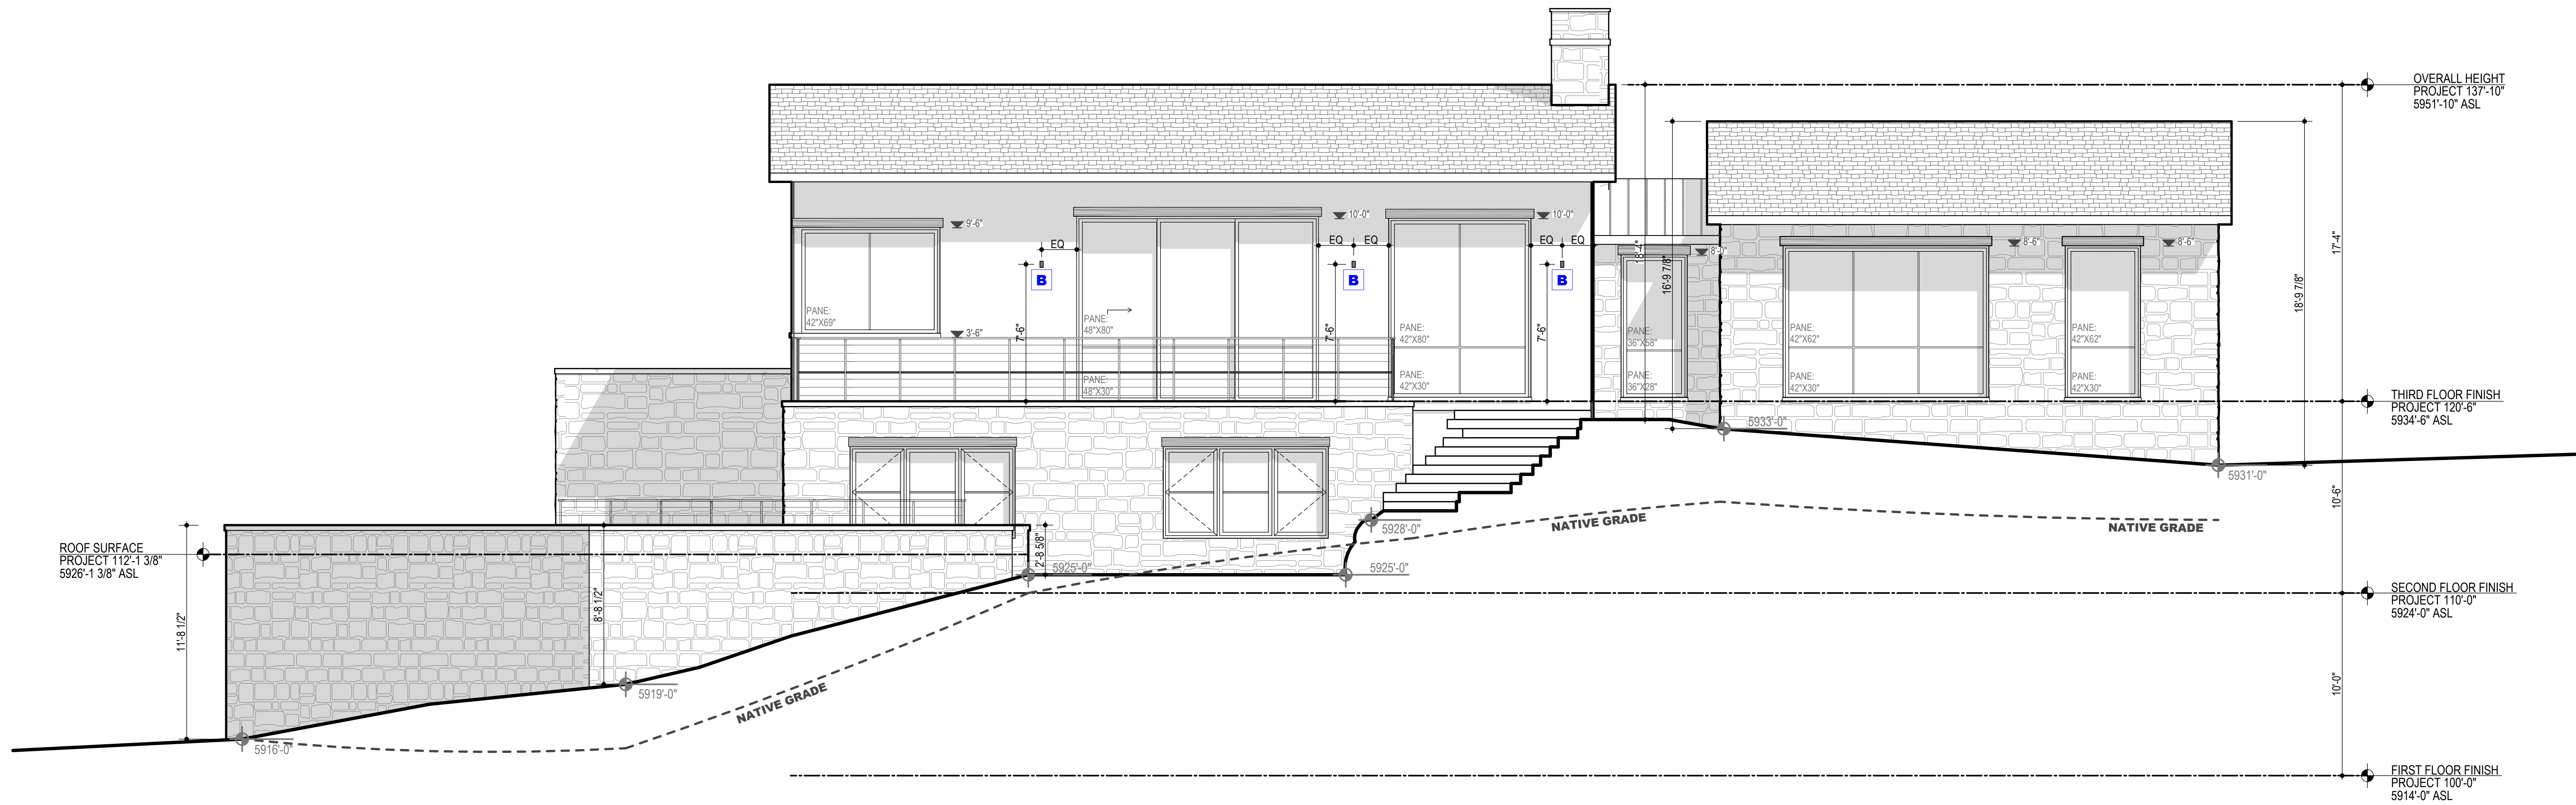 OVERALL HEIGHT
PROJECT 137'-10"
5951'-10" ASL
9'-6"
10'-0"
10'-0"
EQ
EQ
EQ
EQ
EQ
B
B
B
8'-0"
8'-6"
8'-6"
16'-9 7/8"
17'-4"
18'-9 7/8"
PANE:
42"X69"
PANE:
48"X80"
3'-6"
7'-6"
7'-6"
7'-6"
PANE:
42"X80"
PANE:
36"X58"
PANE:
42"X62"
PANE:
42"X62"
PANE:
48"X30"
PANE:
42"X30"
PANE:
36"X28"
PANE:
42"X30"
PANE:
42"X30"
THIRD FLOOR FINISH
PROJECT 120'-6"
5934'-6" ASL
5933'-0"
5931'-0"
10'-6"
5928'-0"
NATIVE GRADE
NATIVE GRADE
ROOF SURFACE
PROJECT 112'-1 3/8"
5926'-1 3/8" ASL
2'-8 5/8"
5925'-0"
5925'-0"
SECOND FLOOR FINISH
PROJECT 110'-0"
5924'-0" ASL
11'-8 1/2"
8'-8 1/2"
5919'-0"
NATIVE GRADE
10'-0"
5916'-0"
FIRST FLOOR FINISH
PROJECT 100'-0"
5914'-0" ASL